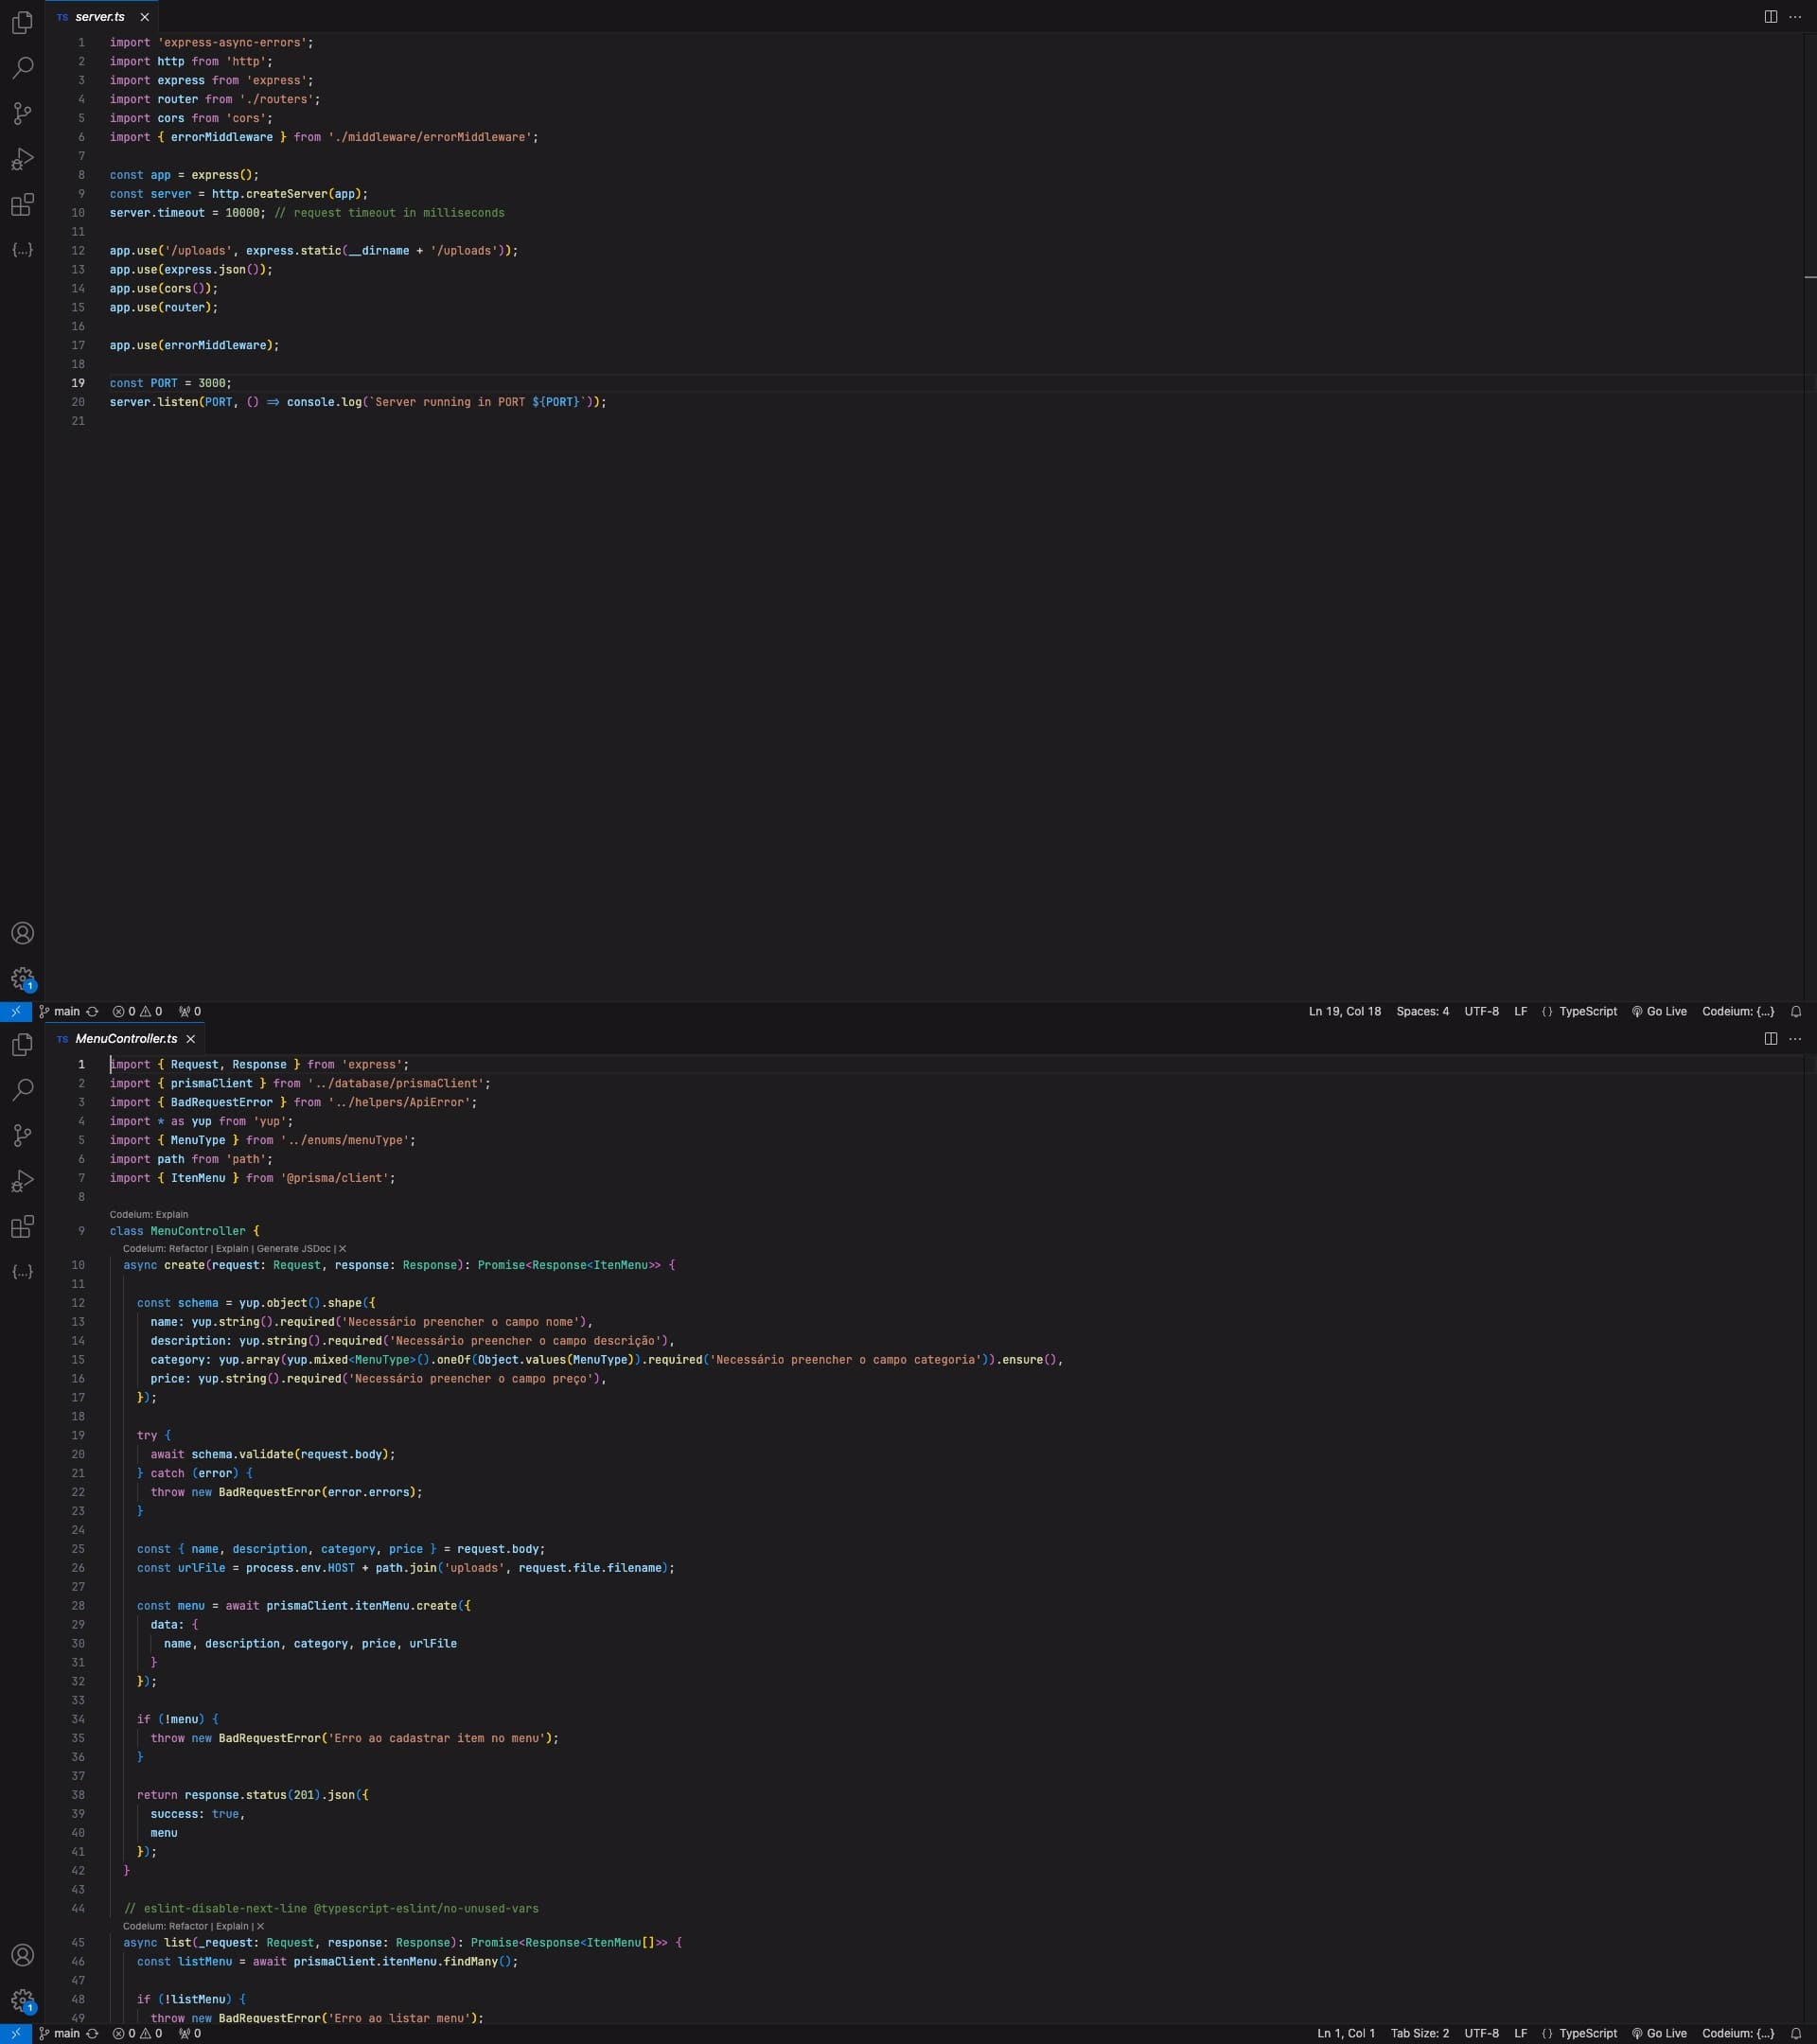 TS server.ts
1 import 'express-async-errors';
2 import http from 'http';
3 import express from 'express';
4 import router from './routers';
5 import cors from 'cors';
6 import { errorMiddleware } from './middleware/errorMiddleware';
7
8 const app = express();
9 const server = http.createServer(app);
10 server.timeout = 10000; // request timeout in milliseconds
11
12 app.use('/uploads', express.static(__dirname + '/uploads'));
13 app.use(express.json());
14 app.use(cors());
15 app.use(router);
16
17 app.use(errorMiddleware);
18
19 const PORT = 3000;
20 server.listen(PORT, () => console.log(`Server running in PORT ${PORT}`));
21
1
main 0 0 0 Ln 19, Col 18 Spaces: 4 UTF-8 LF {} TypeScript Go Live Codeium: {...}
TS MenuController.ts
1 import { Request, Response } from 'express';
2 import { prismaClient } from '../database/prismaClient';
3 import { BadRequestError } from '../helpers/ApiError';
4 import * as yup from 'yup';
5 import { MenuType } from '../enums/menuType';
6 import path from 'path';
7 import { ItenMenu } from '@prisma/client';
8
Codeium: Explain
9 class MenuController {
Codeium: Refactor | Explain | Generate JSDoc | X
10 async create(request: Request, response: Response): Promise<Response<ItenMenu>> {
11
12 const schema = yup.object().shape({
13 name: yup.string().required('Necessário preencher o campo nome'),
14 description: yup.string().required('Necessário preencher o campo descrição'),
15 category: yup.array(yup.mixed<MenuType>().oneOf(Object.values(MenuType)).required('Necessário preencher o campo categoria')).ensure(),
16 price: yup.string().required('Necessário preencher o campo preço'),
17 });
18
19 try {
20 await schema.validate(request.body);
21 } catch (error) {
22 throw new BadRequestError(error.errors);
23 }
24
25 const { name, description, category, price } = request.body;
26 const urlFile = process.env.HOST + path.join('uploads', request.file.filename);
27
28 const menu = await prismaClient.itenMenu.create({
29 data: {
30 name, description, category, price, urlFile
31 }
32 });
33
34 if (!menu) {
35 throw new BadRequestError('Erro ao cadastrar item no menu');
36 }
37
38 return response.status(201).json({
39 success: true,
40 menu
41 });
42 }
43
44 // eslint-disable-next-line @typescript-eslint/no-unused-vars
Codeium: Refactor | Explain | X
45 async list(_request: Request, response: Response): Promise<Response<ItenMenu[]>> {
46 const listMenu = await prismaClient.itenMenu.findMany();
47
48 if (!listMenu) {
49 throw new BadRequestError('Erro ao listar menu');
1
main 0 0 0 Ln 1, Col 1 Tab Size: 2 UTF-8 LF {} TypeScript Go Live Codeium: {...}